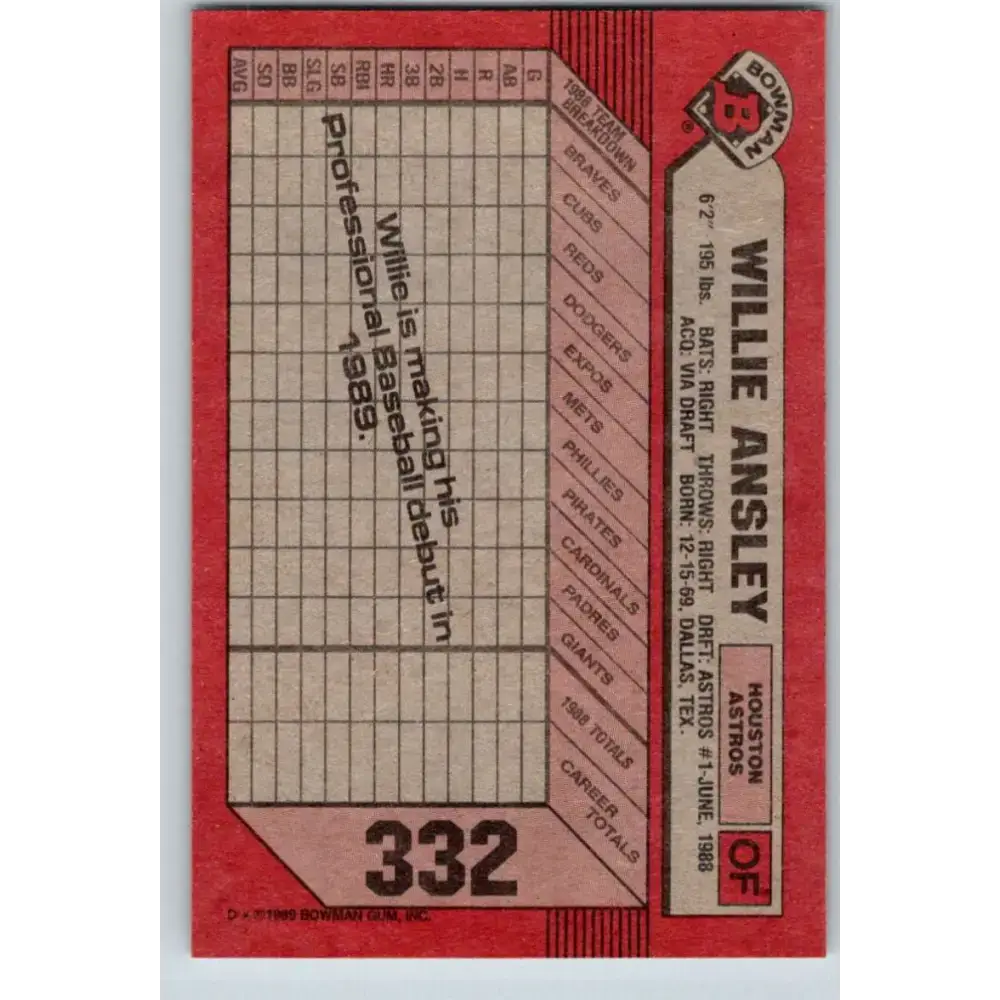 BOWMAN
B
®
WILLIE ANSLEY
HOUSTON
ASTROS
OF
6'2" 195 lbs. BATS: RIGHT THROWS: RIGHT DRFT: ASTROS #1-JUNE, 1988
ACQ: VIA DRAFT BORN: 12-15-69, DALLAS, TEX.
1988 TEAM
BREAKDOWN
BRAVES
CUBS
REDS
DODGERS
EXPOS
METS
PHILLIES
PIRATES
CARDINALS
PADRES
GIANTS
1988 TOTALS
CAREER
TOTALS
G
AB
R
H
2B
3B
HR
RBI
SB
SLG
BB
SO
AVG
Willie is making his
Professional Baseball debut in
1989.
332
D * ©1989 BOWMAN GUM, INC.